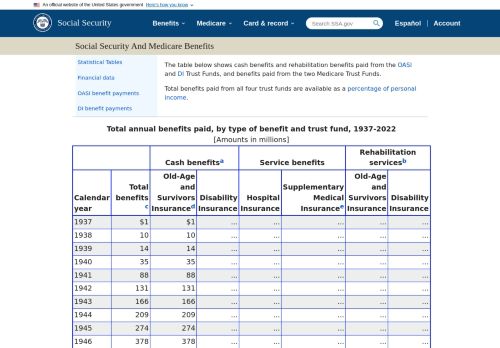 An official website of the United States government Here's how you know
Social Security
Benefits Medicare Card & record Search SSA.gov Español | Account
Social Security And Medicare Benefits
Statistical Tables
Financial data
OASI benefit payments
DI benefit payments
The table below shows cash benefits and rehabilitation benefits paid from the OASI
and DI Trust Funds, and benefits paid from the two Medicare Trust Funds.
Total benefits paid from all four trust funds are available as a percentage of personal
income.
Total annual benefits paid, by type of benefit and trust fund, 1937-2022
[Amounts in millions]
Cash benefits a Service benefits Rehabilitation services b
Calendar year Total benefits c Old-Age and Survivors Insurance d Disability Insurance Hospital Insurance Supplementary Medical Insurance e Old-Age and Survivors Insurance Disability Insurance
1937 $1 $1 ... ... ... ... ...
1938 10 10 ... ... ... ... ...
1939 14 14 ... ... ... ... ...
1940 35 35 ... ... ... ... ...
1941 88 88 ... ... ... ... ...
1942 131 131 ... ... ... ... ...
1943 166 166 ... ... ... ... ...
1944 209 209 ... ... ... ... ...
1945 274 274 ... ... ... ... ...
1946 378 378 ... ... ... ... ...